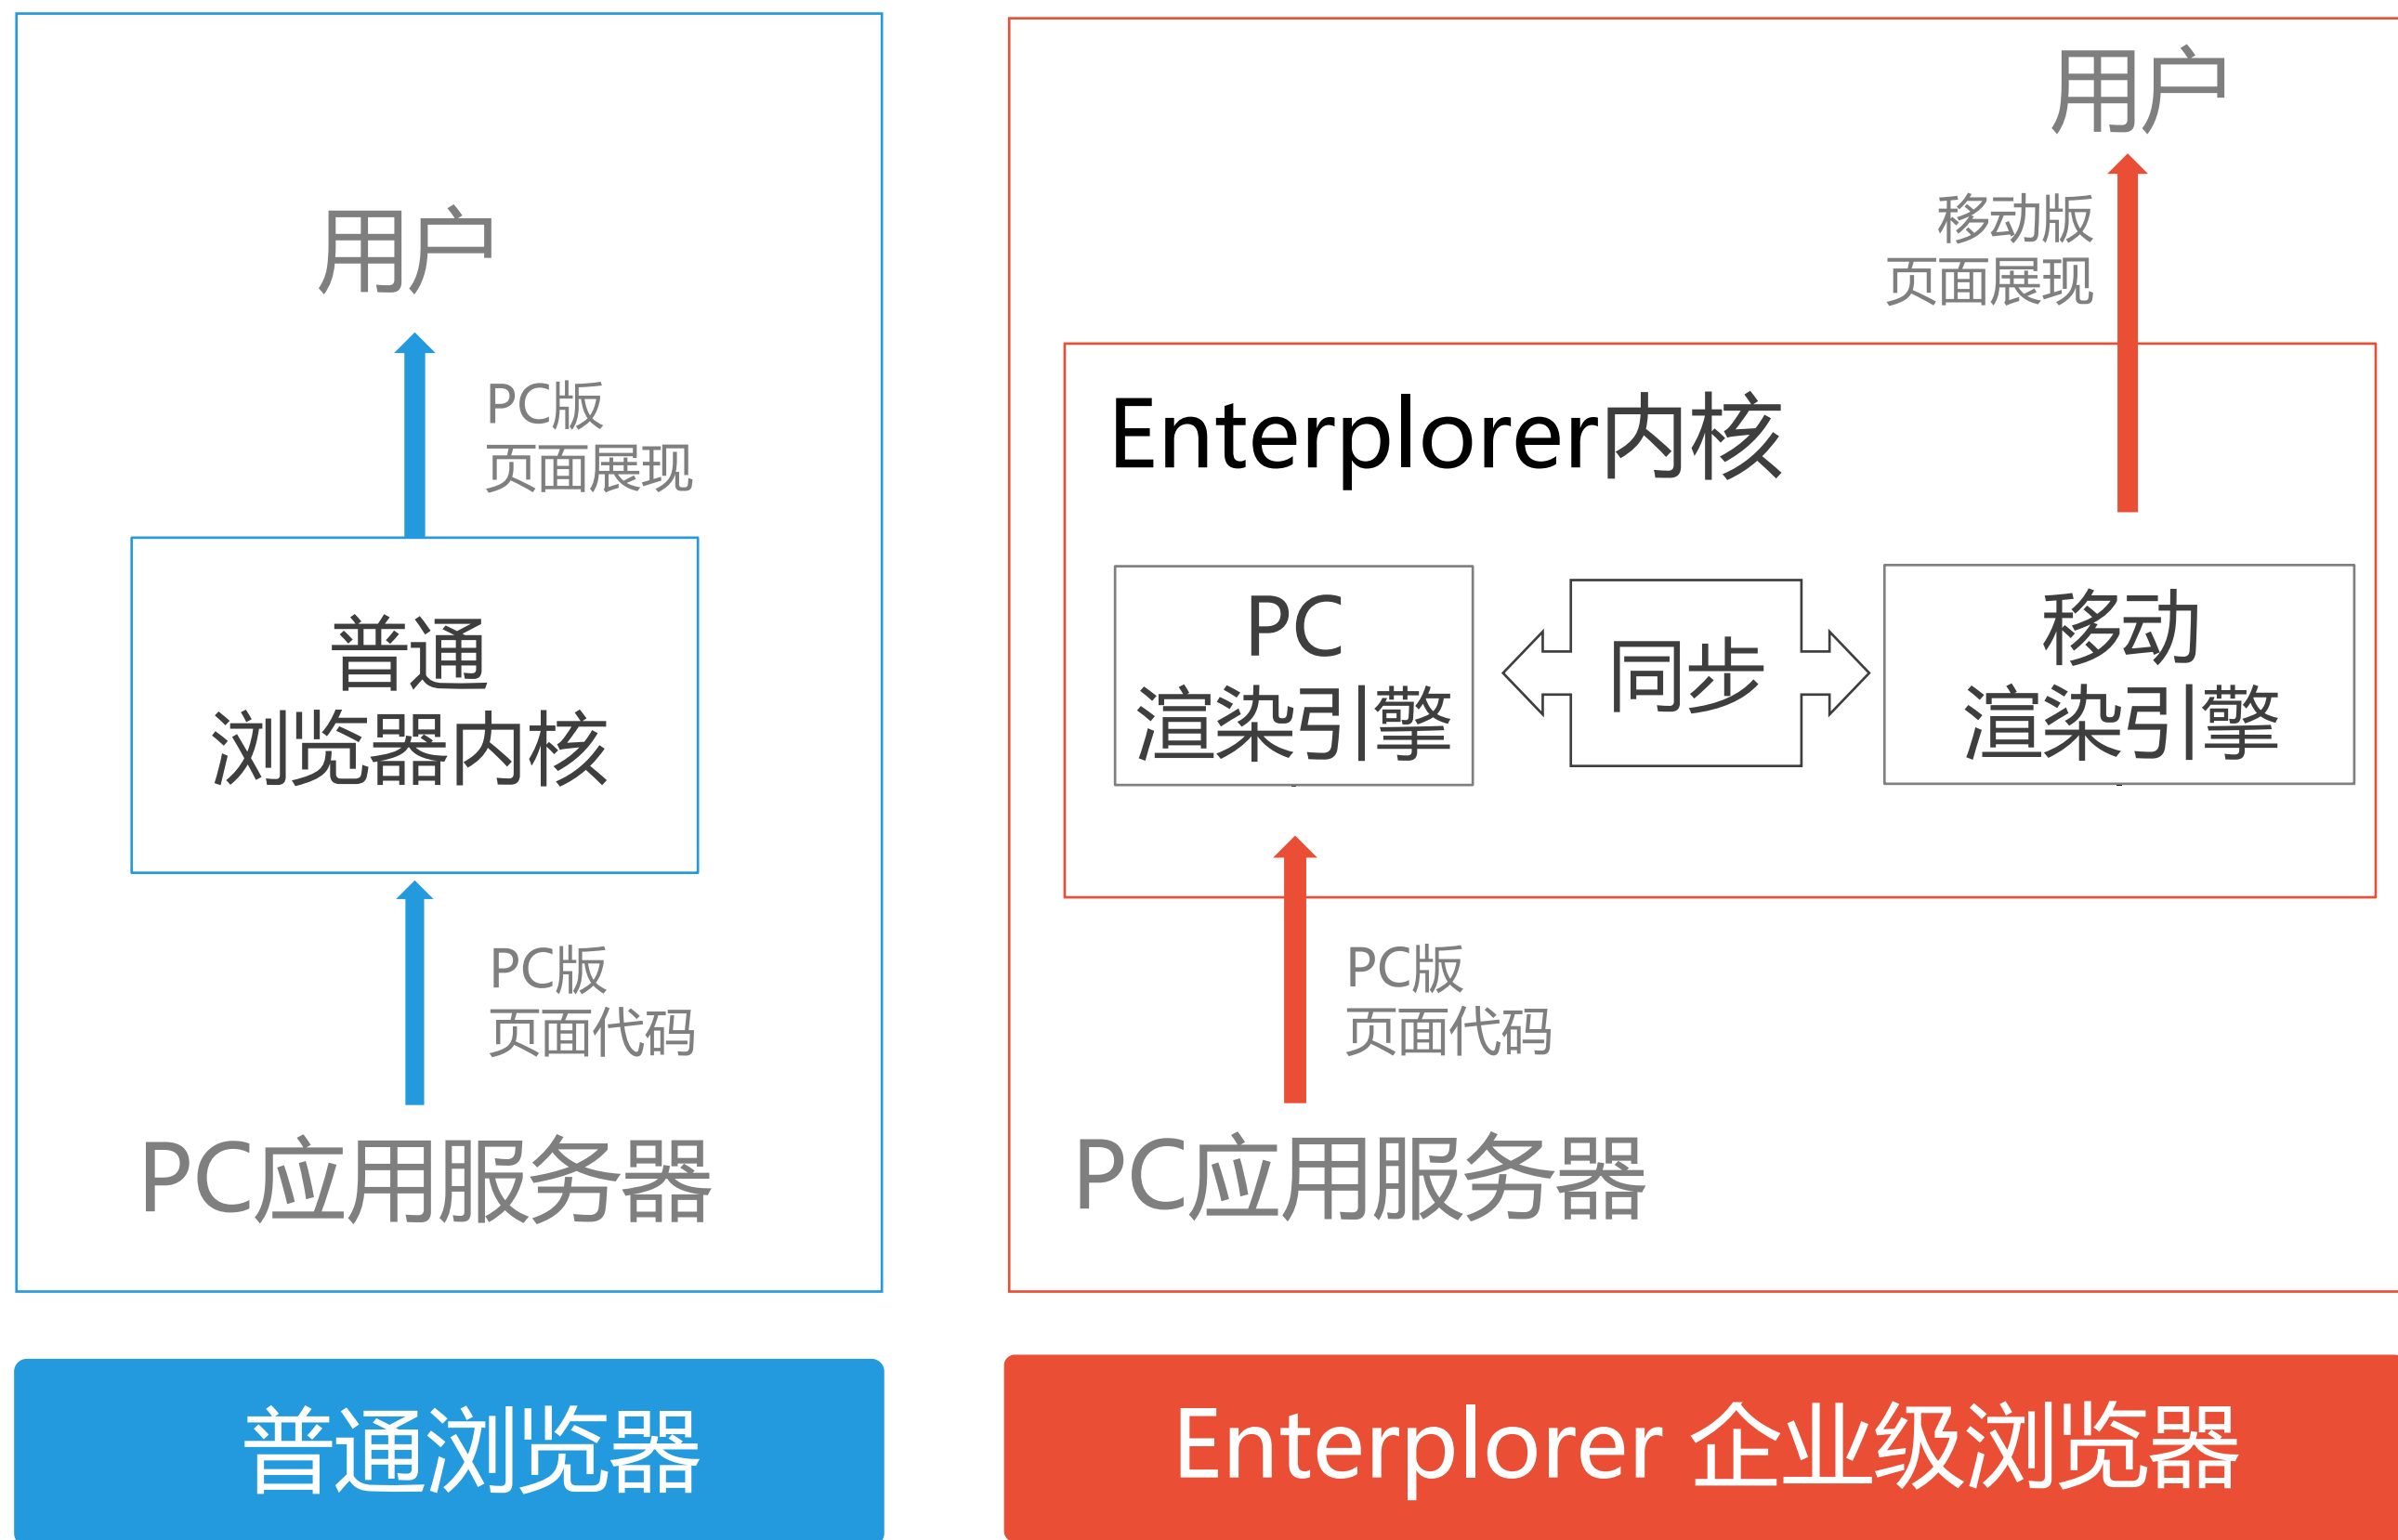 用户
PC版
页面展现
普通
浏览器内核
PC版
页面代码
PC应用服务器
普通浏览器
用户
移动版
页面展现
Enterplorer内核
PC
渲染引擎
同步
移动
渲染引擎
PC版
页面代码
PC应用服务器
Enterplorer 企业级浏览器